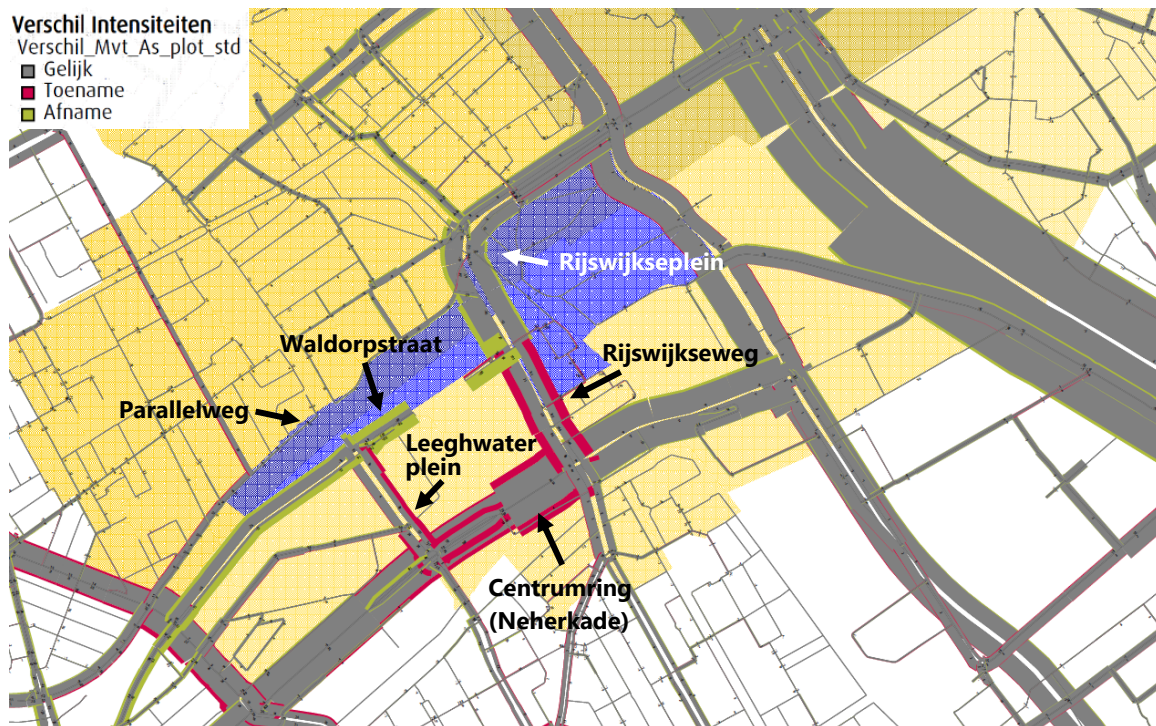 Verschil Intensiteiten
Verschil_Mvt_As_plot_std
Gelijk
Toename
Afname
Rijswijkseplein
Waldorpstraat
Rijswijkseweg
Parallelweg
Leeghwater
plein
Centrumring
(Neherkade)